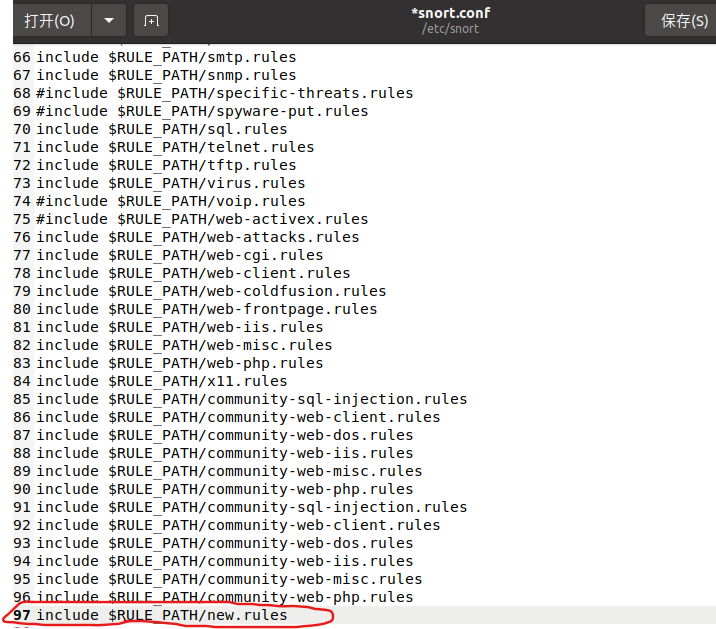 打开(O)
*snort.conf
/etc/snort
保存(S)
66 include $RULE_PATH/smtp.rules
67 include $RULE_PATH/snmp.rules
68 #include $RULE_PATH/specific-threats.rules
69 #include $RULE_PATH/spyware-put.rules
70 include $RULE_PATH/sql.rules
71 include $RULE_PATH/telnet.rules
72 include $RULE_PATH/tftp.rules
73 include $RULE_PATH/virus.rules
74 #include $RULE_PATH/voip.rules
75 #include $RULE_PATH/web-activex.rules
76 include $RULE_PATH/web-attacks.rules
77 include $RULE_PATH/web-cgi.rules
78 include $RULE_PATH/web-client.rules
79 include $RULE_PATH/web-coldfusion.rules
80 include $RULE_PATH/web-frontpage.rules
81 include $RULE_PATH/web-iis.rules
82 include $RULE_PATH/web-misc.rules
83 include $RULE_PATH/web-php.rules
84 include $RULE_PATH/x11.rules
85 include $RULE_PATH/community-sql-injection.rules
86 include $RULE_PATH/community-web-client.rules
87 include $RULE_PATH/community-web-dos.rules
88 include $RULE_PATH/community-web-iis.rules
89 include $RULE_PATH/community-web-misc.rules
90 include $RULE_PATH/community-web-php.rules
91 include $RULE_PATH/community-sql-injection.rules
92 include $RULE_PATH/community-web-client.rules
93 include $RULE_PATH/community-web-dos.rules
94 include $RULE_PATH/community-web-iis.rules
95 include $RULE_PATH/community-web-misc.rules
96 include $RULE_PATH/community-web-php.rules
97 include $RULE_PATH/new.rules